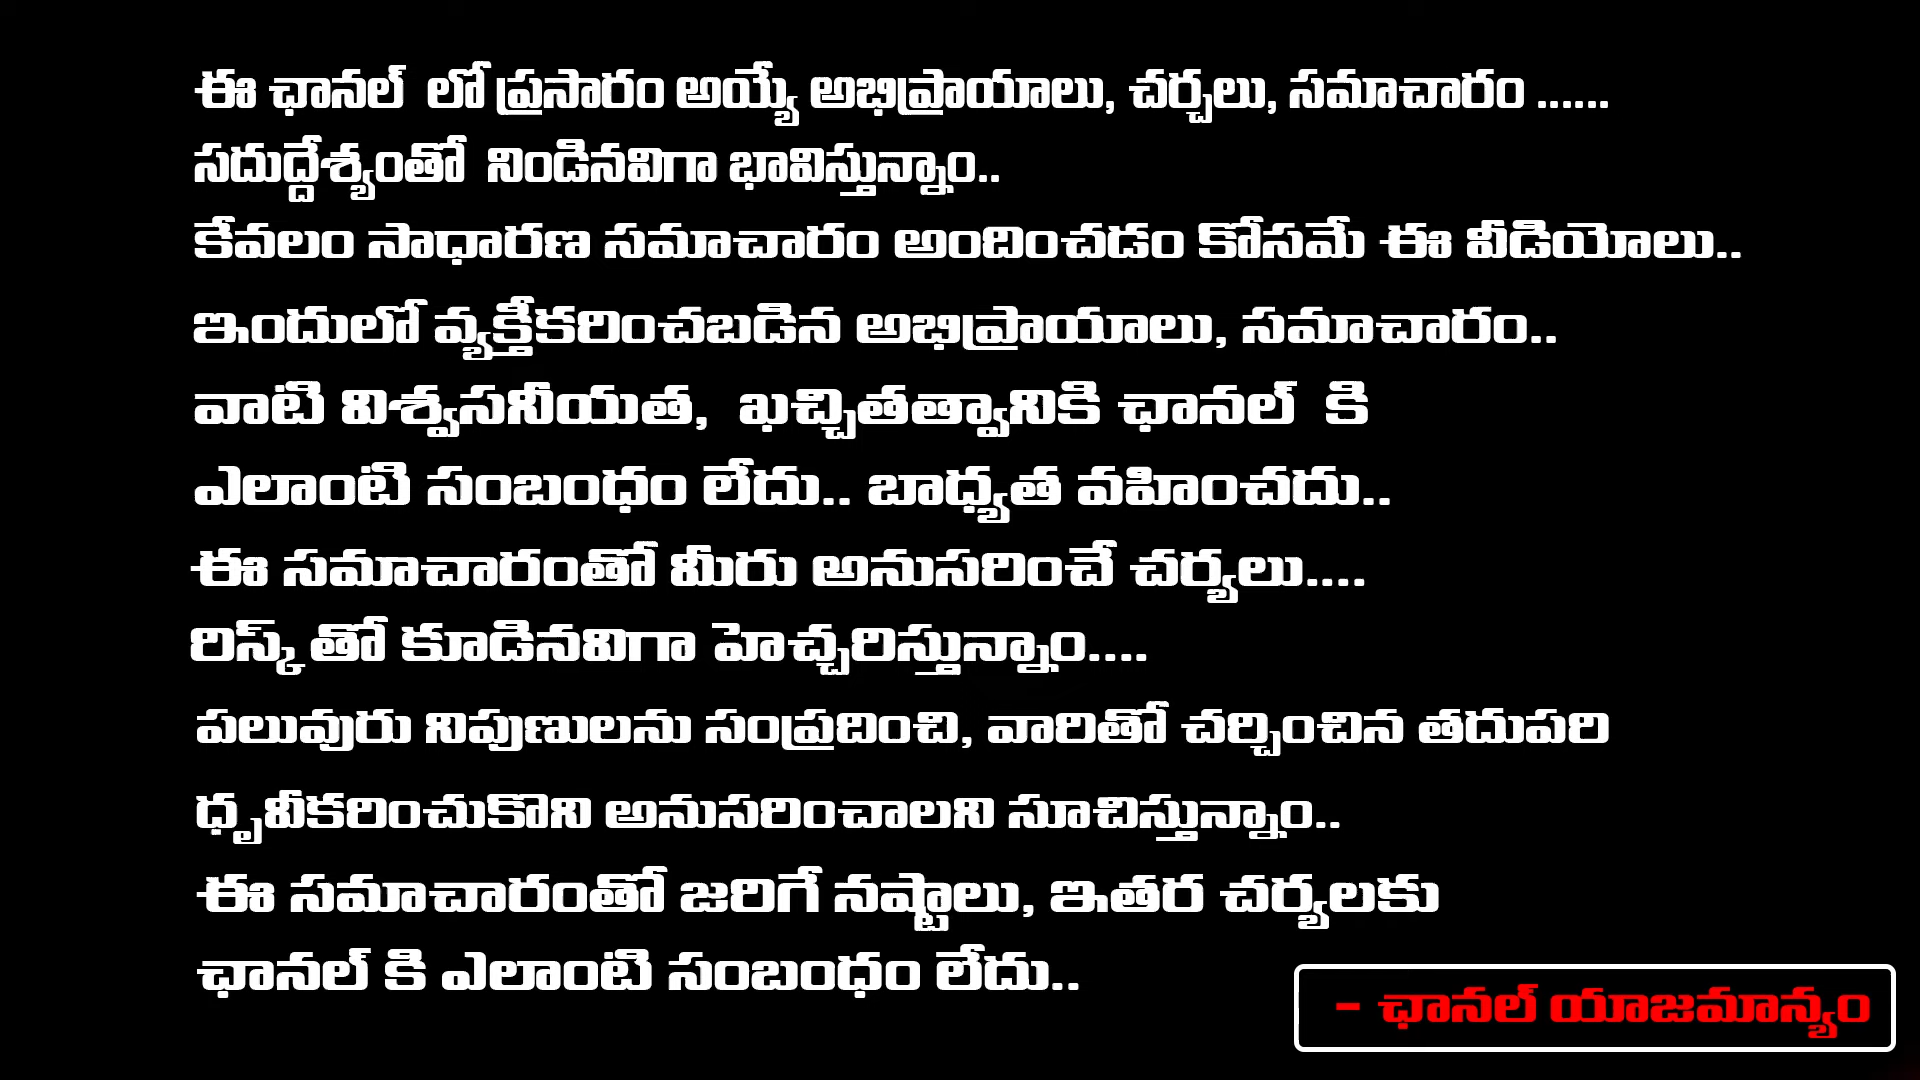 ఈ ఛానల్ లో ప్రసారం అయ్యే అభిప్రాయాలు, చర్చలు, సమాచారం ......
సదుద్దేశ్యంతో నిండినవిగా భావిస్తున్నాం..
కేవలం సాధారణ సమాచారం అందించడం కోసమే ఈ వీడియోలు..
ఇందులో వ్యక్తీకరించబడిన అభిప్రాయాలు, సమాచారం..
వాటి విశ్వసనీయత, ఖచ్చితత్వానికి ఛానల్ కి
ఎలాంటి సంబంధం లేదు.. బాధ్యత వహించదు..
ఈ సమాచారంతో మీరు అనుసరించే చర్యలు....
రిస్క్ తో కూడినవిగా హెచ్చరిస్తున్నాం....
పలువురు నిపుణులను సంప్రదించి, వారితో చర్చించిన తదుపరి
ధృవీకరించుకొని అనుసరించాలని సూచిస్తున్నాం..
ఈ సమాచారంతో జరిగే నష్టాలు, ఇతర చర్యలకు
ఛానల్ కి ఎలాంటి సంబంధం లేదు..
- ఛానల్ యాజమాన్యం